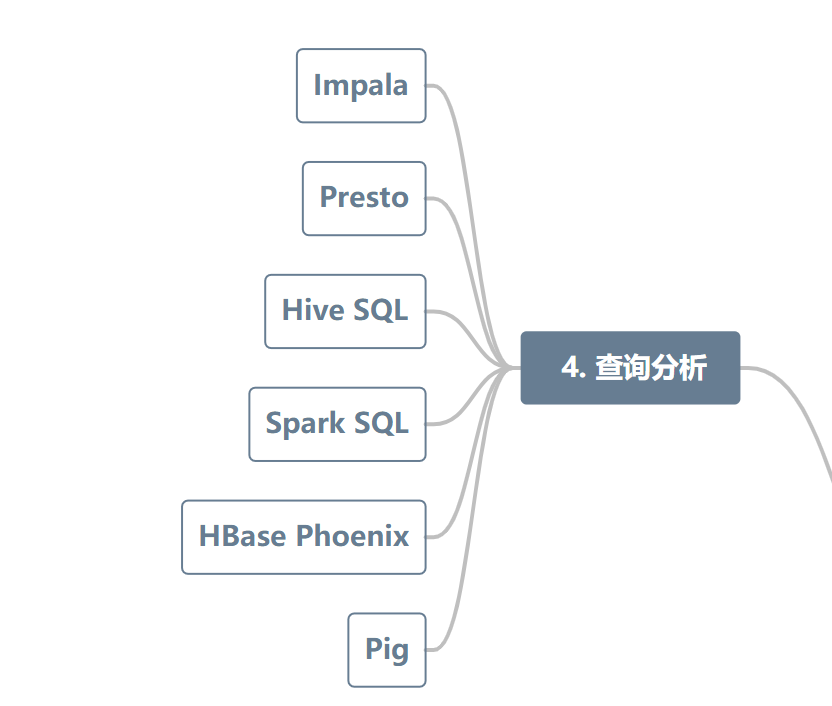 Impala
Presto
Hive SQL
Spark SQL
HBase Phoenix
Pig
4. 查询分析